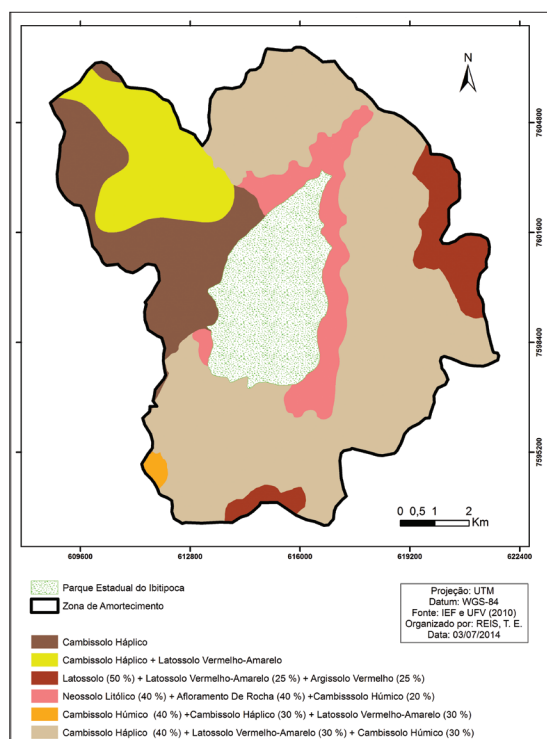 N
7604800
7601600
7598400
7595200
0 0,5 1 2
Km
609600 612800 616000 619200 622400
Parque Estadual do Ibitipoca
Zona de Amortecimento
Projeção: UTM
Datum: WGS-84
Fonte: IEF e UFV (2010)
Organizado por: REIS, T. E.
Data: 03/07/2014
Cambissolo Háplico
Cambissolo Háplico + Latossolo Vermelho-Amarelo
Latossolo (50 %) + Latossolo Vermelho-Amarelo (25 %) + Argissolo Vermelho (25 %)
Neossolo Litólico (40 %) + Afloramento De Rocha (40 %) +Cambisssolo Húmico (20 %)
Cambissolo Húmico (40 %) +Cambissolo Háplico (30 %) + Latossolo Vermelho-Amarelo (30 %)
Cambissolo Háplico (40 %) + Latossolo Vermelho-Amarelo (30 %) + Cambissolo Húmico (30 %)